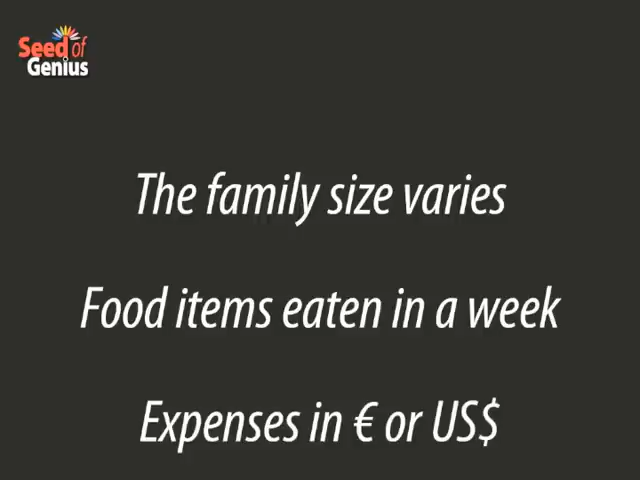 Seed of
Genius
The family size varies
Food items eaten in a week
Expenses in € or US$